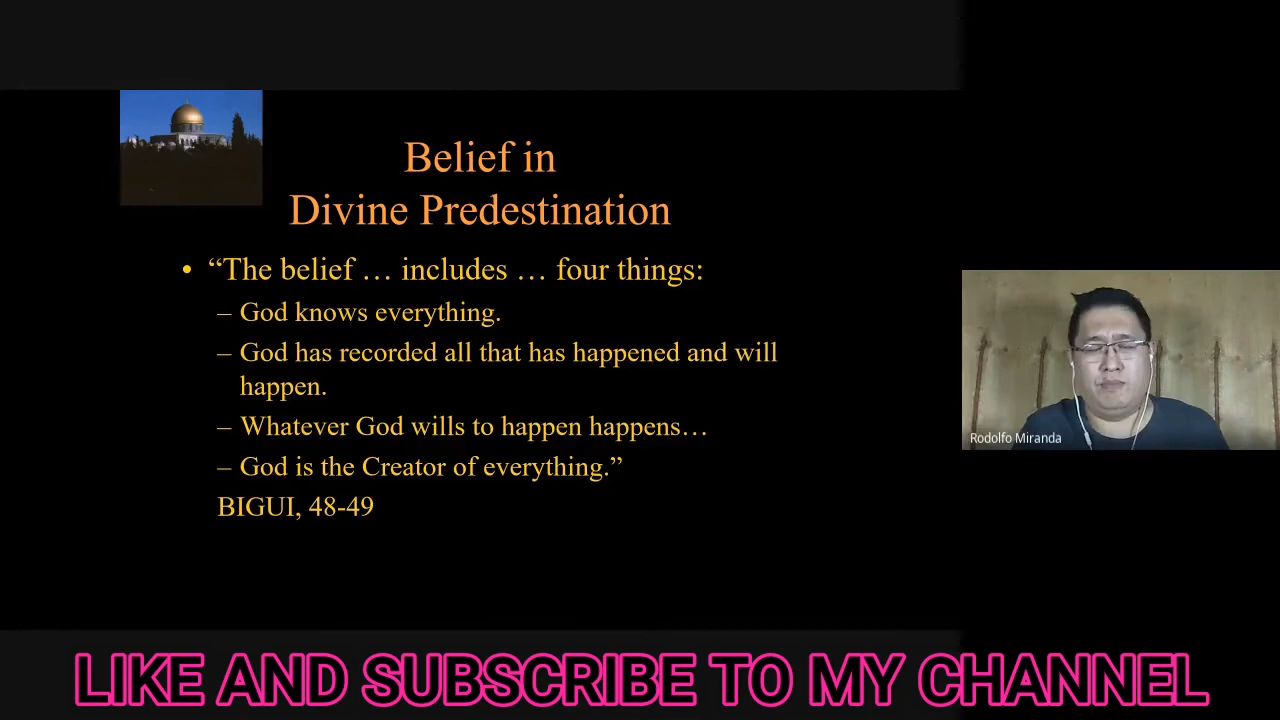 Belief in
Divine Predestination
• “The belief … includes … four things:
– God knows everything.
– God has recorded all that has happened and will
happen.
– Whatever God wills to happen happens…
– God is the Creator of everything.”
BIGUI, 48-49
Rodolfo Miranda
LIKE AND SUBSCRIBE TO MY CHANNEL